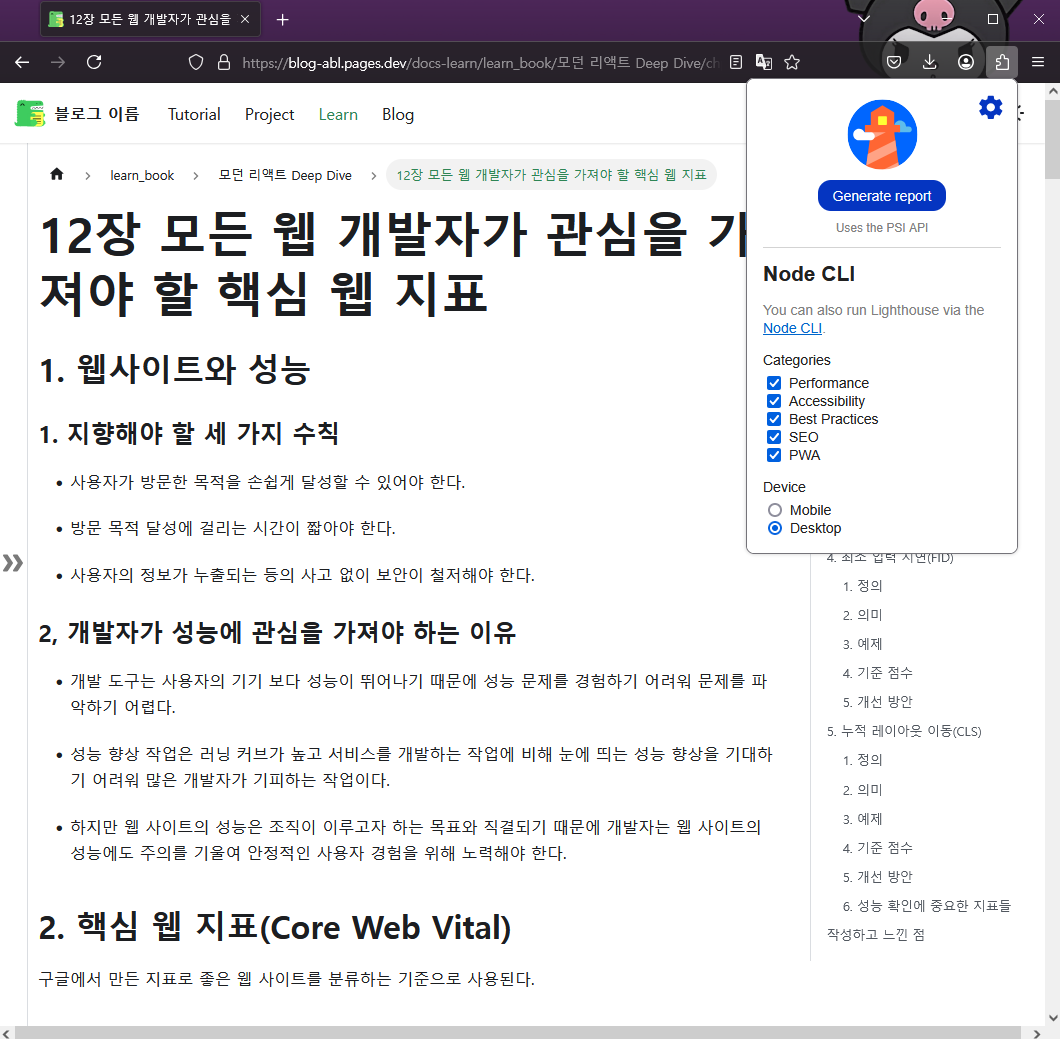 12장 모든 웹 개발자가 관심을
https://blog-abl.pages.dev/docs-learn/learn_book/모던 리액트 Deep Dive/ch
블로그 이름 Tutorial Project Learn Blog
learn_book 모던 리액트 Deep Dive 12장 모든 웹 개발자가 관심을 가져야 할 핵심 웹 지표
12장 모든 웹 개발자가 관심을 가
져야 할 핵심 웹 지표
1. 웹사이트와 성능
1. 지향해야 할 세 가지 수칙
사용자가 방문한 목적을 손쉽게 달성할 수 있어야 한다.
방문 목적 달성에 걸리는 시간이 짧아야 한다.
사용자의 정보가 누출되는 등의 사고 없이 보안이 철저해야 한다.
2, 개발자가 성능에 관심을 가져야 하는 이유
개발 도구는 사용자의 기기 보다 성능이 뛰어나기 때문에 성능 문제를 경험하기 어려워 문제를 파
악하기 어렵다.
성능 향상 작업은 러닝 커브가 높고 서비스를 개발하는 작업에 비해 눈에 띄는 성능 향상을 기대하
기 어려워 많은 개발자가 기피하는 작업이다.
하지만 웹 사이트의 성능은 조직이 이루고자 하는 목표와 직결되기 때문에 개발자는 웹 사이트의
성능에도 주의를 기울여 안정적인 사용자 경험을 위해 노력해야 한다.
2. 핵심 웹 지표(Core Web Vital)
구글에서 만든 지표로 좋은 웹 사이트를 분류하는 기준으로 사용된다.
Generate report
Uses the PSI API
Node CLI
You can also run Lighthouse via the
Node CLI.
Categories
Performance
Accessibility
Best Practices
SEO
PWA
Device
Mobile
Desktop
4. 최소 입력 지연(FID)
1. 정의
2. 의미
3. 예제
4. 기준 점수
5. 개선 방안
5. 누적 레이아웃 이동(CLS)
1. 정의
2. 의미
3. 예제
4. 기준 점수
5. 개선 방안
6. 성능 확인에 중요한 지표들
작성하고 느낀 점